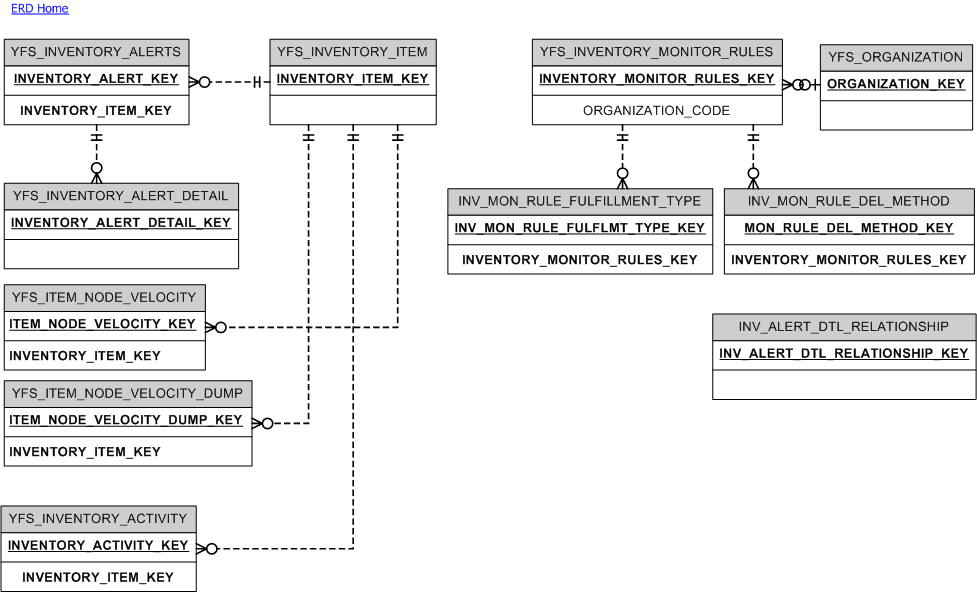 ERD Home
YFS_INVENTORY_ALERTS
INVENTORY_ALERT_KEY
INVENTORY_ITEM_KEY
YFS_INVENTORY_ITEM
INVENTORY_ITEM_KEY
YFS_INVENTORY_MONITOR_RULES
INVENTORY_MONITOR_RULES_KEY
ORGANIZATION_CODE
YFS_ORGANIZATION
ORGANIZATION_KEY
YFS_INVENTORY_ALERT_DETAIL
INVENTORY_ALERT_DETAIL_KEY
INV_MON_RULE_FULFILLMENT_TYPE
INV_MON_RULE_FULFLMT_TYPE_KEY
INVENTORY_MONITOR_RULES_KEY
INV_MON_RULE_DEL_METHOD
MON_RULE_DEL_METHOD_KEY
INVENTORY_MONITOR_RULES_KEY
YFS_ITEM_NODE_VELOCITY
ITEM_NODE_VELOCITY_KEY
INVENTORY_ITEM_KEY
INV_ALERT_DTL_RELATIONSHIP
INV_ALERT_DTL_RELATIONSHIP_KEY
YFS_ITEM_NODE_VELOCITY_DUMP
ITEM_NODE_VELOCITY_DUMP_KEY
INVENTORY_ITEM_KEY
YFS_INVENTORY_ACTIVITY
INVENTORY_ACTIVITY_KEY
INVENTORY_ITEM_KEY